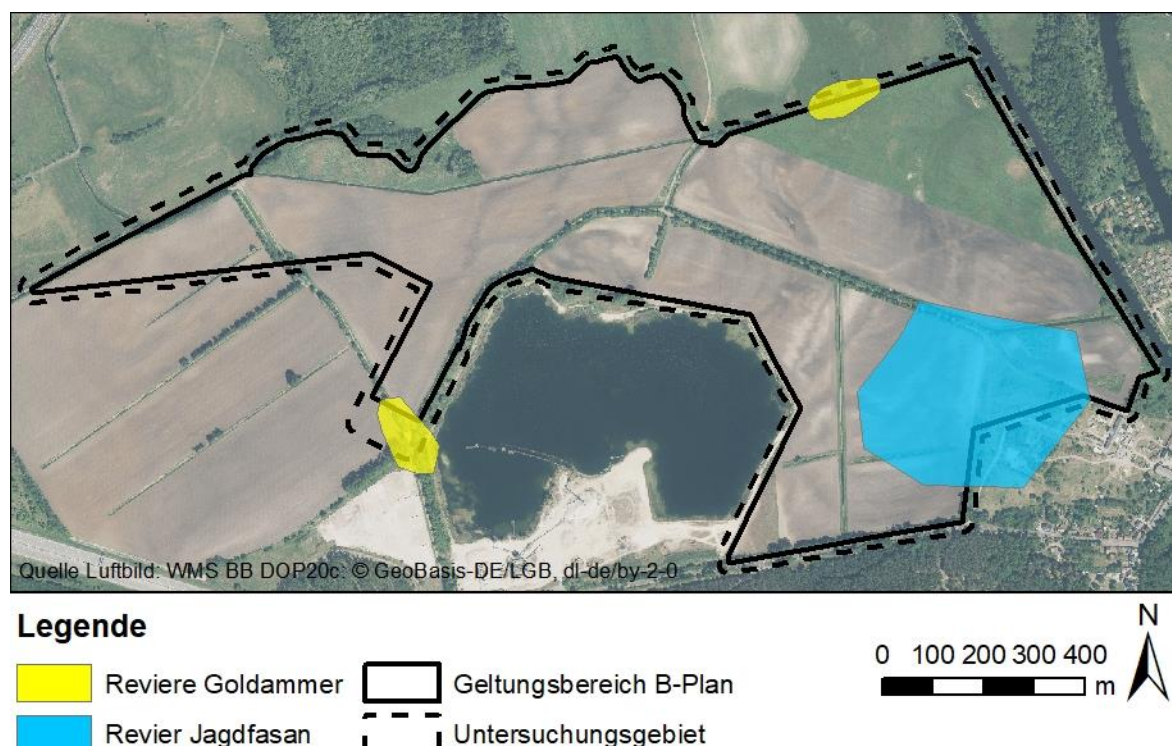 Quelle Luftbild: WMS BB DOP20c: © GeoBasis-DE/LGB, dl-de/by-2-0
Legende
Reviere Goldammer
Geltungsbereich B-Plan
Revier Jagdfasan
Untersuchungsgebiet
0 100 200 300 400
m
N